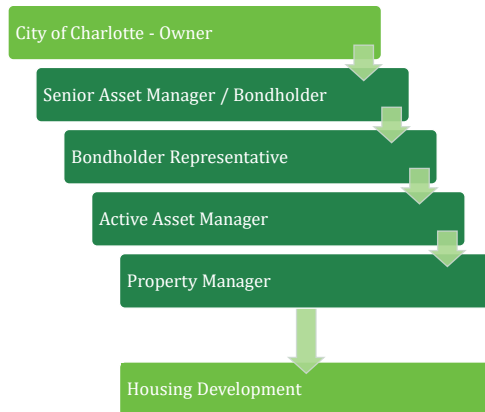 City of Charlotte - Owner
Senior Asset Manager / Bondholder
Bondholder Representative
Active Asset Manager
Property Manager
Housing Development